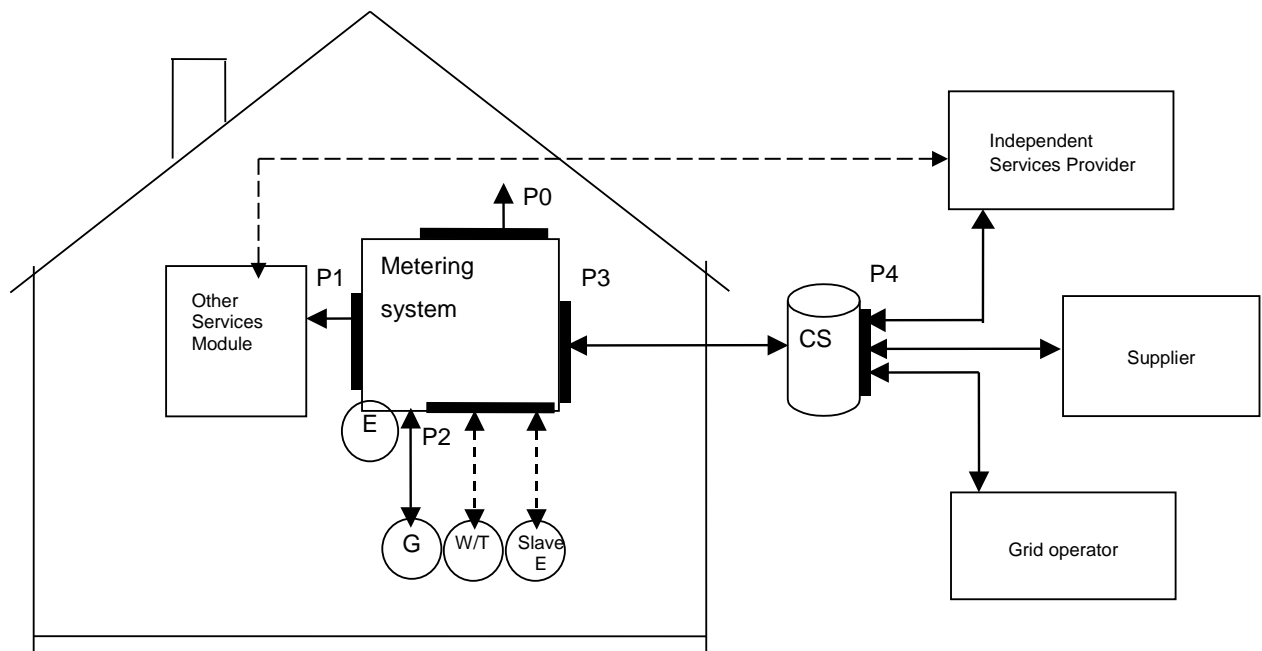 Independent
Services Provider
P0
Metering
system
P1
P3
P4
Other
Services
Module
CS
Supplier
E
P2
G
W/T
Slave
E
Grid operator